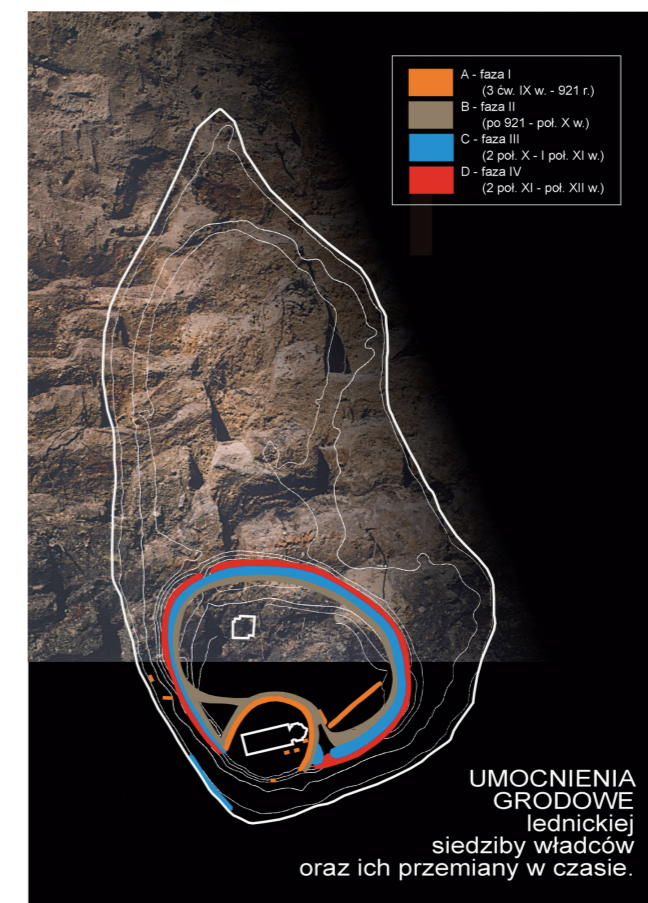 A - faza I
(3 ćw. IX w. - 921 r.)
B - faza II
(po 921 - poł. X w.)
C - faza III
(2 poł. X - I poł. XI w.)
D - faza IV
(2 poł. XI - poł. XII w.)
UMOCNIENIA
GRODOWE
lednickiej
siedziby władców
oraz ich przemiany w czasie.